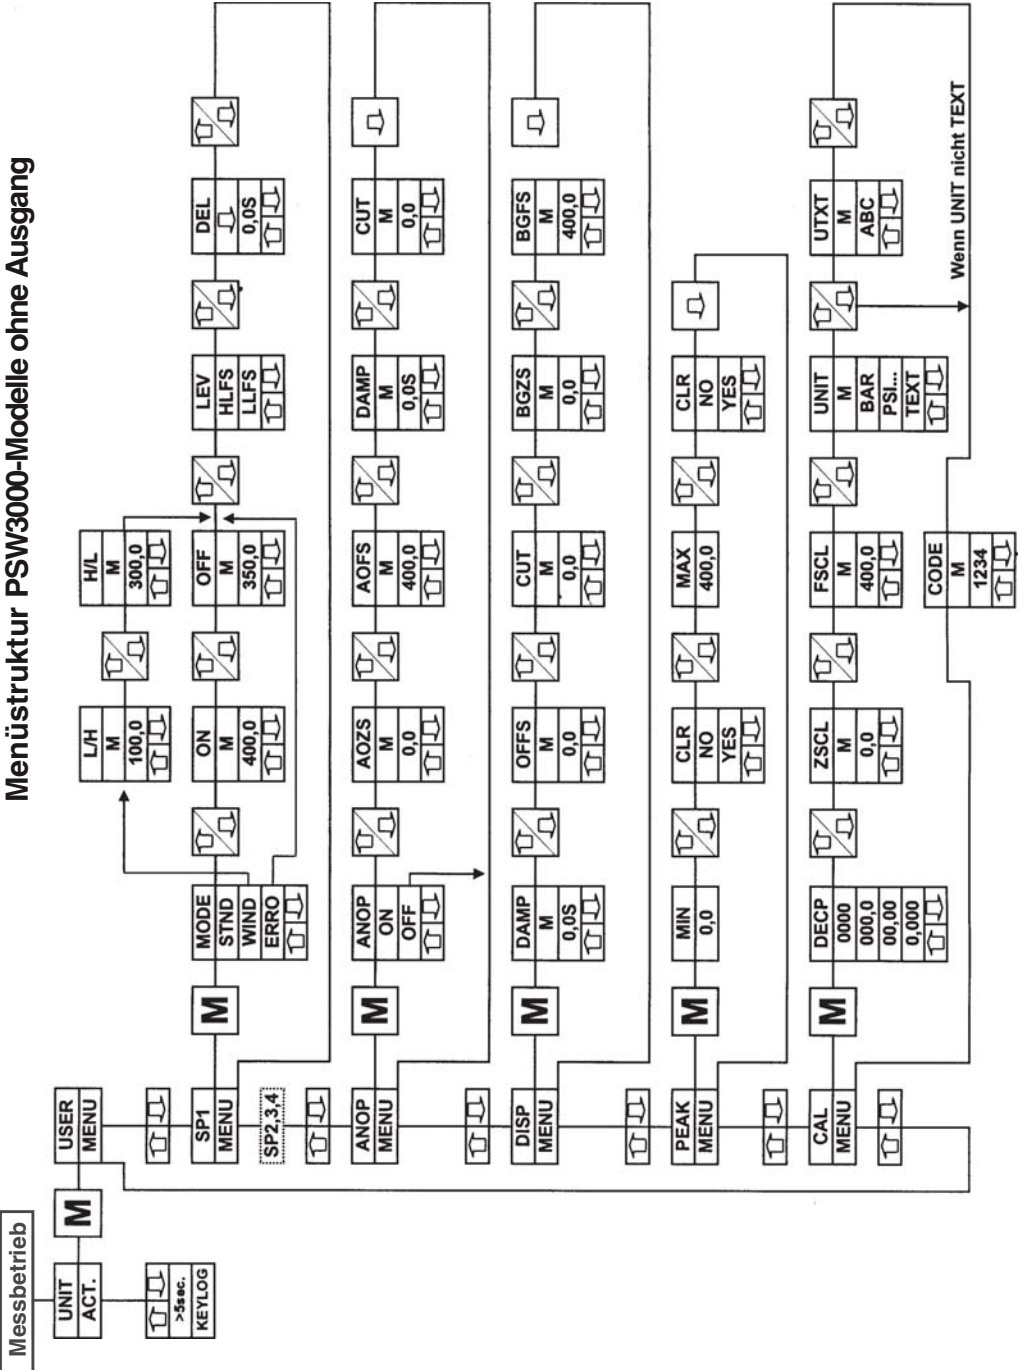 Menüstruktur PSW3000-Modelle ohne Ausgang
Messbetrieb
UNIT
ACT.
>5sec.
KEYLOG
M
USER
MENU
SP1
MENU
M
MODE
STND
WIND
ERRO
L/H
M
100,0
H/L
M
300,0
ON
M
400,0
OFF
M
350,0
LEV
HLFS
LLFS
DEL
0,0S
SP2,3,4
ANOP
MENU
M
ANOP
ON
OFF
AOZS
M
0,0
AOFS
M
400,0
DAMP
M
0,0S
CUT
M
0,0
DISP
MENU
M
DAMP
M
0,0S
OFFS
M
0,0
CUT
M
0,0
BGZS
M
0,0
BGFS
M
400,0
PEAK
MENU
M
MIN
0,0
CLR
NO
YES
MAX
400,0
CLR
NO
YES
CAL
MENU
M
DECP
0000
000,0
00,00
0,000
ZSCL
M
0,0
FSCL
M
400,0
UNIT
M
BAR
PSI...
TEXT
UTXT
M
ABC
Wenn UNIT nicht TEXT
CODE
M
1234